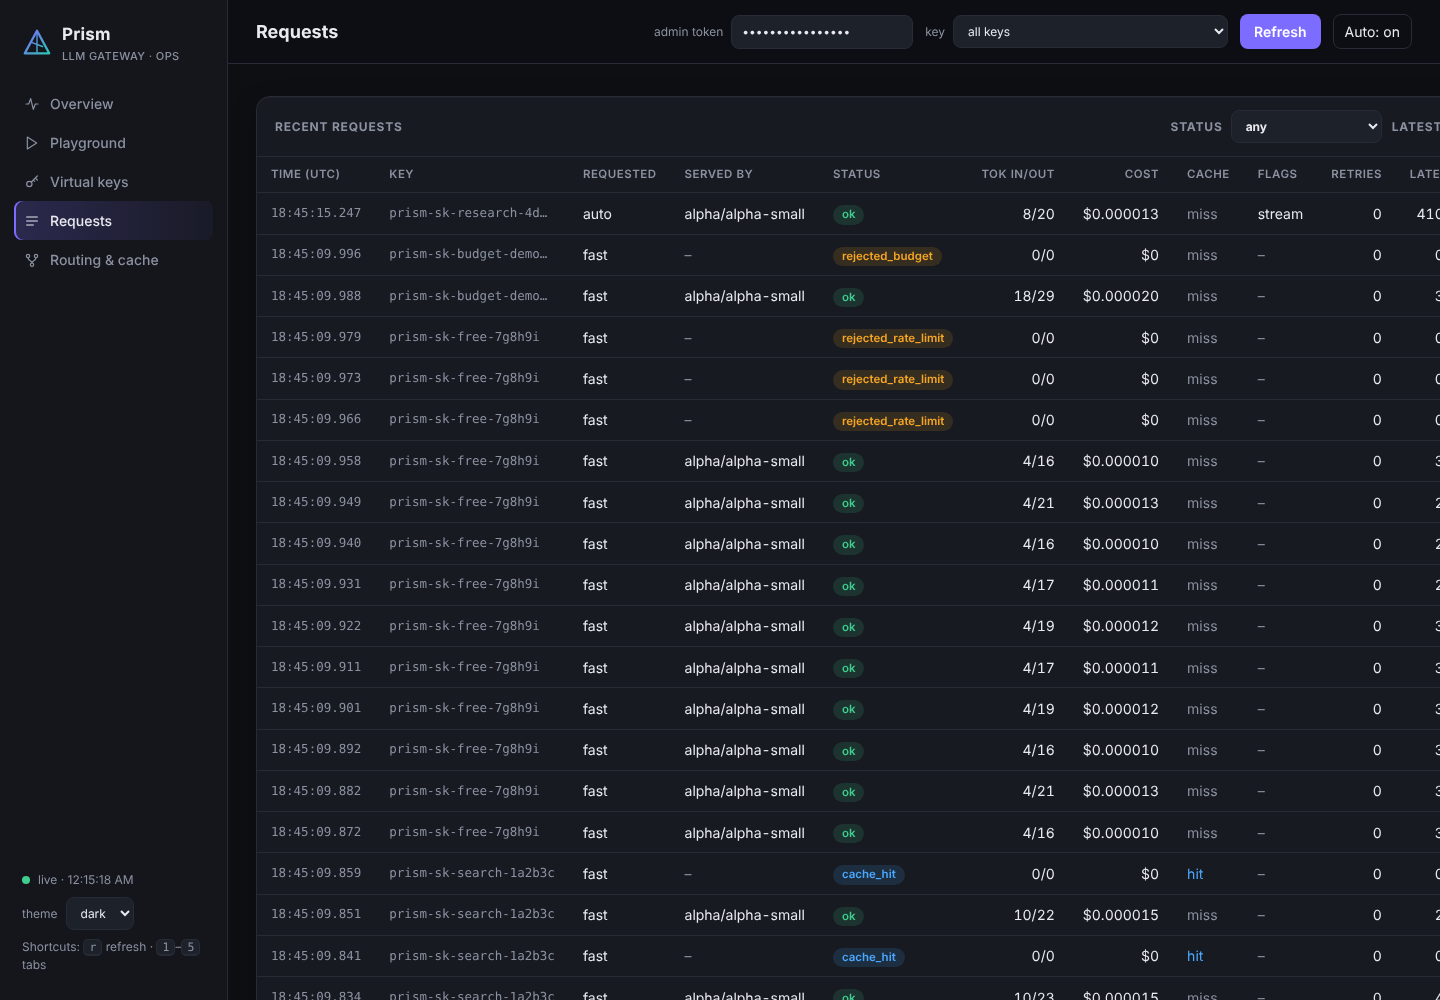 Prism
LLM GATEWAY · OPS
Overview
Playground
Virtual keys
Requests
Routing & cache
live · 12:15:18 AM
theme dark
Shortcuts: r refresh · 1–5
tabs
Requests admin token •••••••••••••••• key all keys Refresh Auto: on
RECENT REQUESTS STATUS any LATEST
TIME (UTC) KEY REQUESTED SERVED BY STATUS TOK IN/OUT COST CACHE FLAGS RETRIES LATE
18:45:15.247 prism-sk-research-4d… auto alpha/alpha-small ok 8/20 $0.000013 miss stream 0 410
18:45:09.996 prism-sk-budget-demo… fast – rejected_budget 0/0 $0 miss – 0
18:45:09.988 prism-sk-budget-demo… fast alpha/alpha-small ok 18/29 $0.000020 miss – 0
18:45:09.979 prism-sk-free-7g8h9i fast – rejected_rate_limit 0/0 $0 miss – 0
18:45:09.973 prism-sk-free-7g8h9i fast – rejected_rate_limit 0/0 $0 miss – 0
18:45:09.966 prism-sk-free-7g8h9i fast – rejected_rate_limit 0/0 $0 miss – 0
18:45:09.958 prism-sk-free-7g8h9i fast alpha/alpha-small ok 4/16 $0.000010 miss – 0
18:45:09.949 prism-sk-free-7g8h9i fast alpha/alpha-small ok 4/21 $0.000013 miss – 0
18:45:09.940 prism-sk-free-7g8h9i fast alpha/alpha-small ok 4/16 $0.000010 miss – 0
18:45:09.931 prism-sk-free-7g8h9i fast alpha/alpha-small ok 4/17 $0.000011 miss – 0
18:45:09.922 prism-sk-free-7g8h9i fast alpha/alpha-small ok 4/19 $0.000012 miss – 0
18:45:09.911 prism-sk-free-7g8h9i fast alpha/alpha-small ok 4/17 $0.000011 miss – 0
18:45:09.901 prism-sk-free-7g8h9i fast alpha/alpha-small ok 4/19 $0.000012 miss – 0
18:45:09.892 prism-sk-free-7g8h9i fast alpha/alpha-small ok 4/16 $0.000010 miss – 0
18:45:09.882 prism-sk-free-7g8h9i fast alpha/alpha-small ok 4/21 $0.000013 miss – 0
18:45:09.872 prism-sk-free-7g8h9i fast alpha/alpha-small ok 4/16 $0.000010 miss – 0
18:45:09.859 prism-sk-search-1a2b3c fast – cache_hit 0/0 $0 hit – 0
18:45:09.851 prism-sk-search-1a2b3c fast alpha/alpha-small ok 10/22 $0.000015 miss – 0
18:45:09.841 prism-sk-search-1a2b3c fast – cache_hit 0/0 $0 hit – 0
18:45:09.834 prism-sk-search-1a2b3c fast alpha/alpha-small ok 10/23 $0.000015 miss – 0